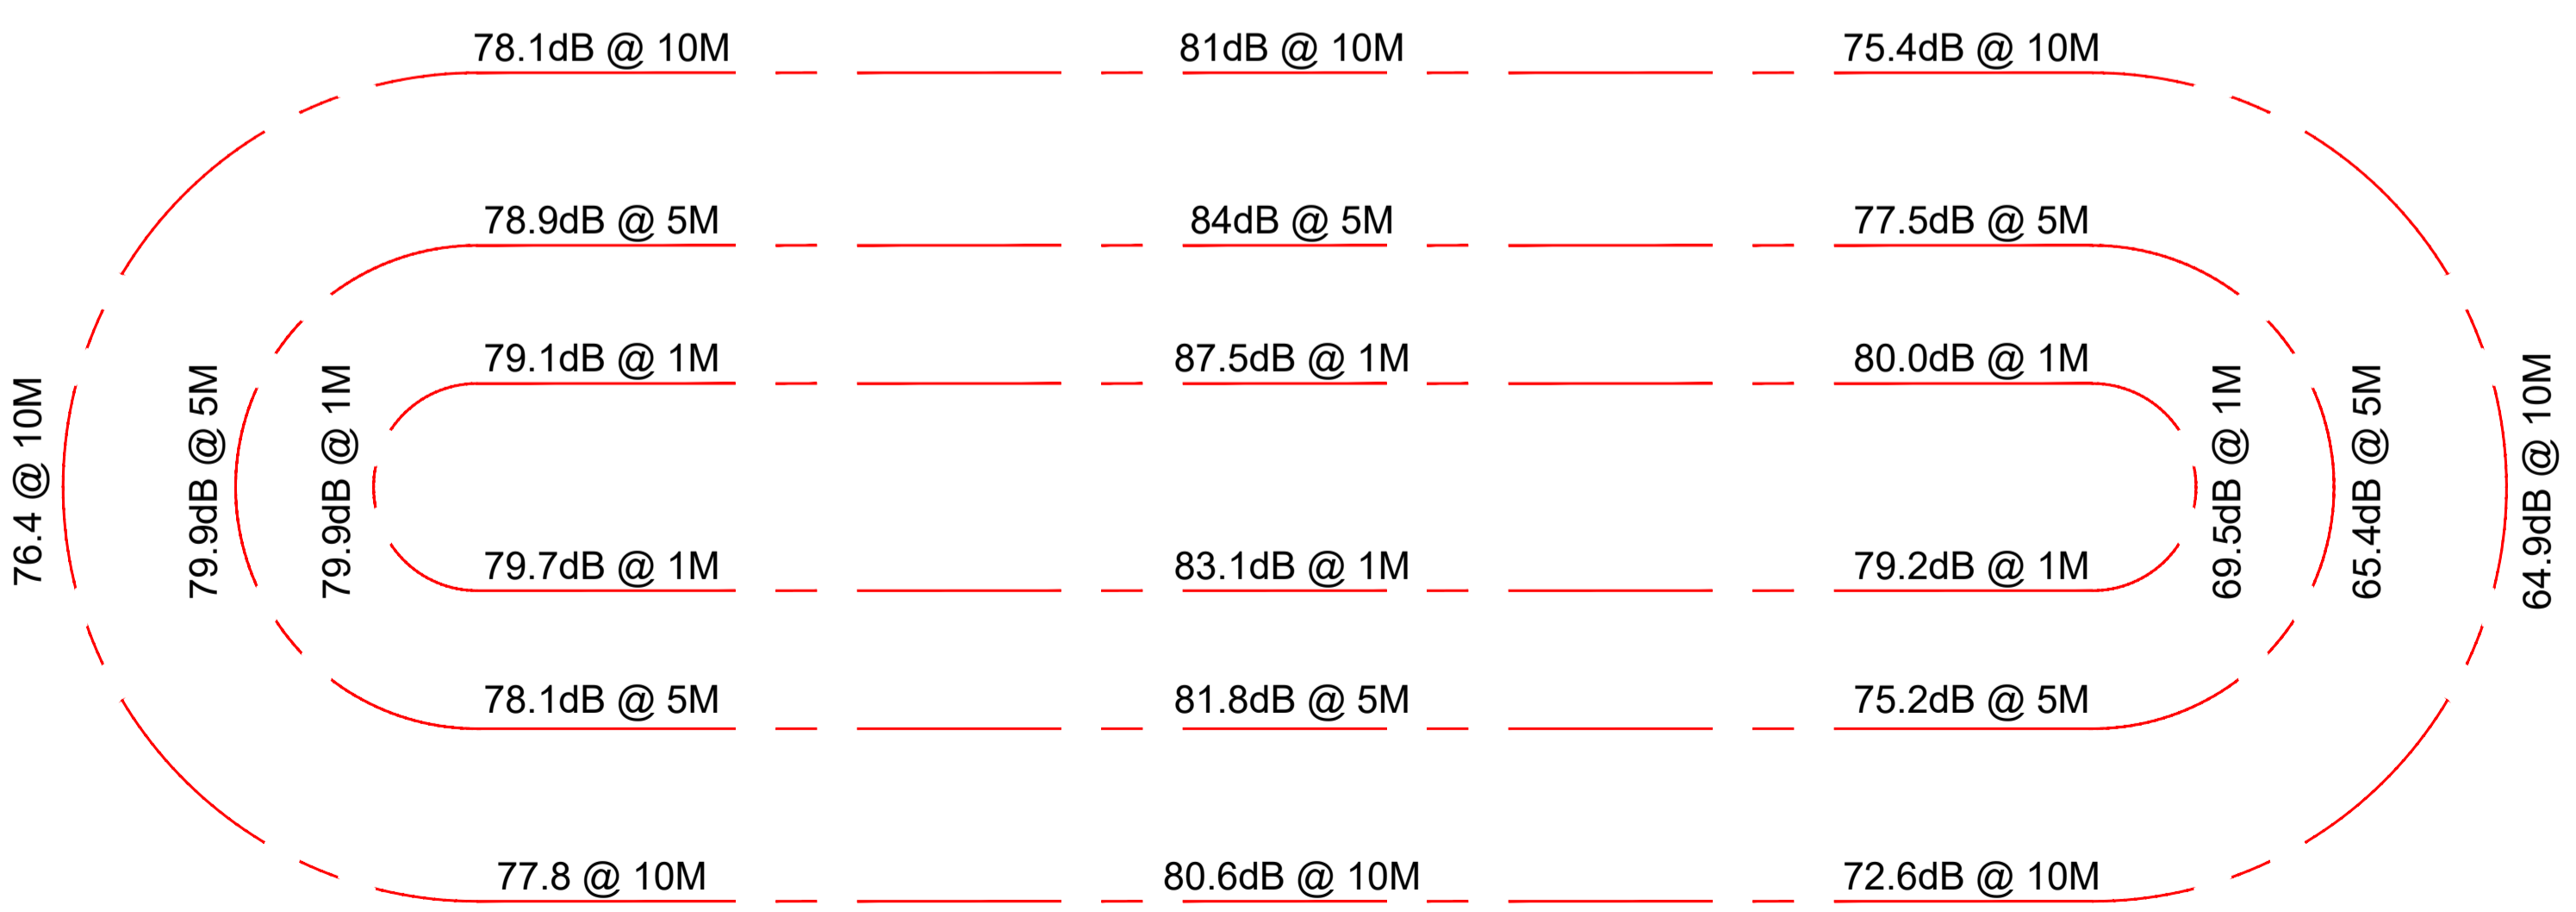 78.1dB @ 10M
81dB @ 10M
75.4dB @ 10M
78.9dB @ 5M
84dB @ 5M
77.5dB @ 5M
79.1dB @ 1M
87.5dB @ 1M
80.0dB @ 1M
76.4 @ 10M
79.9dB @ 5M
79.9dB @ 1M
69.5dB @ 1M
65.4dB @ 5M
64.9dB @ 10M
79.7dB @ 1M
83.1dB @ 1M
79.2dB @ 1M
78.1dB @ 5M
81.8dB @ 5M
75.2dB @ 5M
77.8 @ 10M
80.6dB @ 10M
72.6dB @ 10M